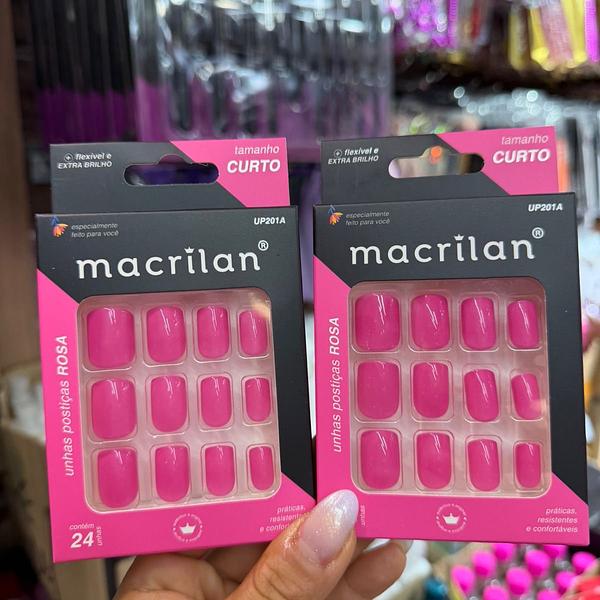 flexível e
EXTRA BRILHO
tamanho
CURTO
especialmente
feito para você
UP201A
macrilan®
unhas postiças ROSA
contém
24 unhas
práticas,
resistentes
e confortáveis
flexível e
EXTRA BRILHO
tamanho
CURTO
especialmente
feito para você
UP201A
macrilan®
unhas postiças ROSA
unhas
práticas,
resistentes
e confortáveis